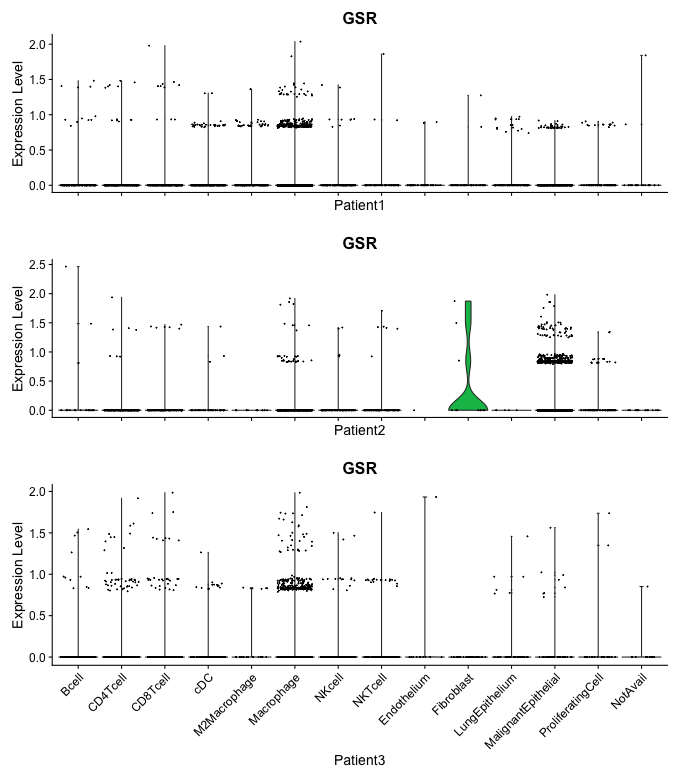 GSR
Expression Level
2.0
1.5
1.0
0.5
0.0
Patient1
GSR
Expression Level
2.5
2.0
1.5
1.0
0.5
0.0
Patient2
GSR
Expression Level
2.0
1.5
1.0
0.5
0.0
Bcell
CD4Tcell
CD8Tcell
cDC
M2Macrophage
Macrophage
NKcell
NKTcell
Endothelium
Fibroblast
LungEpithelium
MalignantEpithelial
ProliferatingCell
NotAvail
Patient3